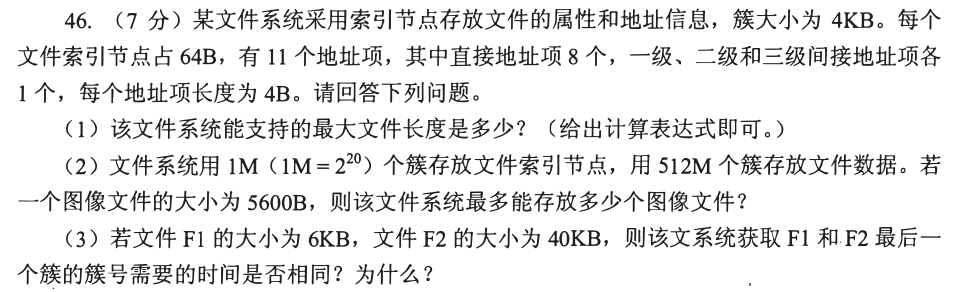 46. （7 分）某文件系统采用索引节点存放文件的属性和地址信息，簇大小为 4KB。每个
文件索引节点占 64B，有 11 个地址项，其中直接地址项 8 个，一级、二级和三级间接地址项各
1 个，每个地址项长度为 4B。请回答下列问题。
（1）该文件系统能支持的最大文件长度是多少？（给出计算表达式即可。）
（2）文件系统用 1M（1M = 2²⁰）个簇存放文件索引节点，用 512M 个簇存放文件数据。若
一个图像文件的大小为 5600B，则该文件系统最多能存放多少个图像文件？
（3）若文件 F1 的大小为 6KB，文件 F2 的大小为 40KB，则该文系统获取 F1 和 F2 最后一
个簇的簇号需要的时间是否相同？为什么？